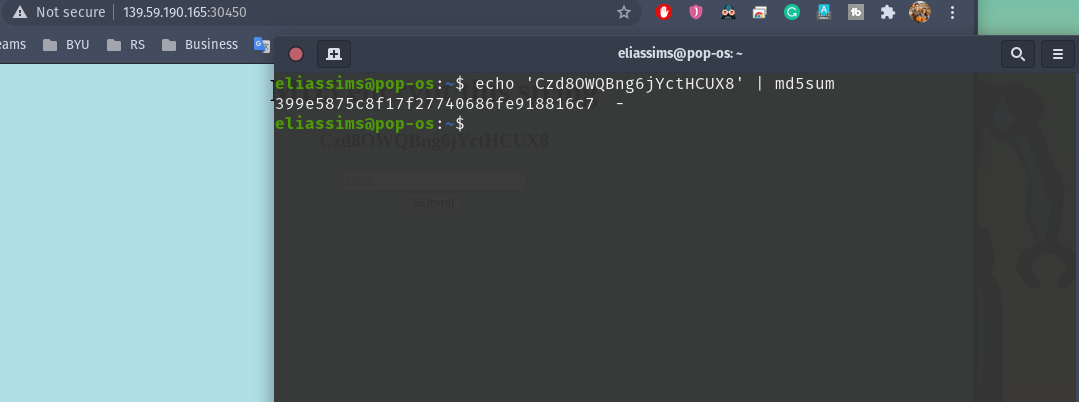 Not secure | 139.59.190.165:30450
eams BYU RS Business
eliassims@pop-os: ~
eliassims@pop-os:~$ echo 'Czd8OWQBng6jYctHCUX8' | md5sum
399e5875c8f17f27740686fe918816c7  -
eliassims@pop-os:~$
Czd8OWQBng6jYctHCUX8
Submit